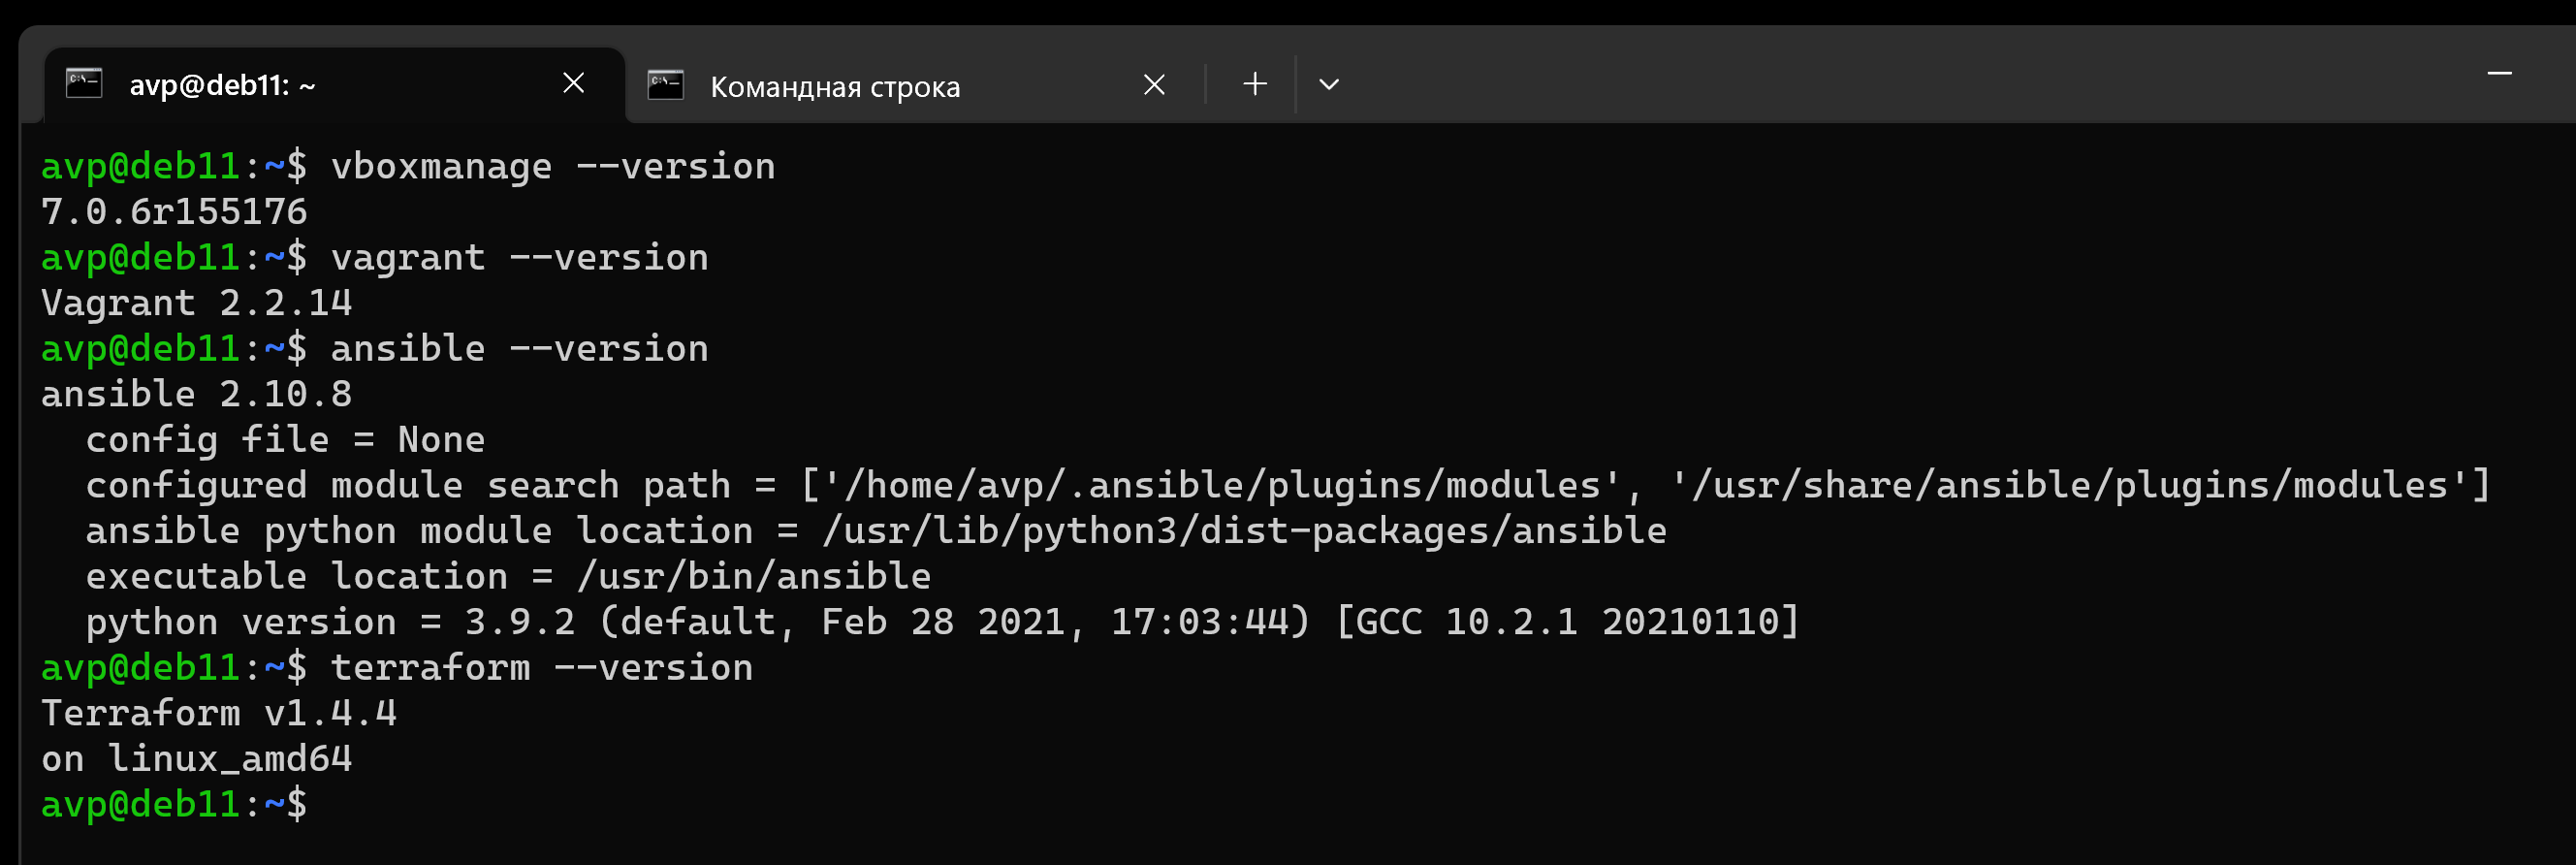 avp@deb11: ~
Командная строка
avp@deb11:~$ vboxmanage --version
7.0.6r155176
avp@deb11:~$ vagrant --version
Vagrant 2.2.14
avp@deb11:~$ ansible --version
ansible 2.10.8
  config file = None
  configured module search path = ['/home/avp/.ansible/plugins/modules', '/usr/share/ansible/plugins/modules']
  ansible python module location = /usr/lib/python3/dist-packages/ansible
  executable location = /usr/bin/ansible
  python version = 3.9.2 (default, Feb 28 2021, 17:03:44) [GCC 10.2.1 20210110]
avp@deb11:~$ terraform --version
Terraform v1.4.4
on linux_amd64
avp@deb11:~$